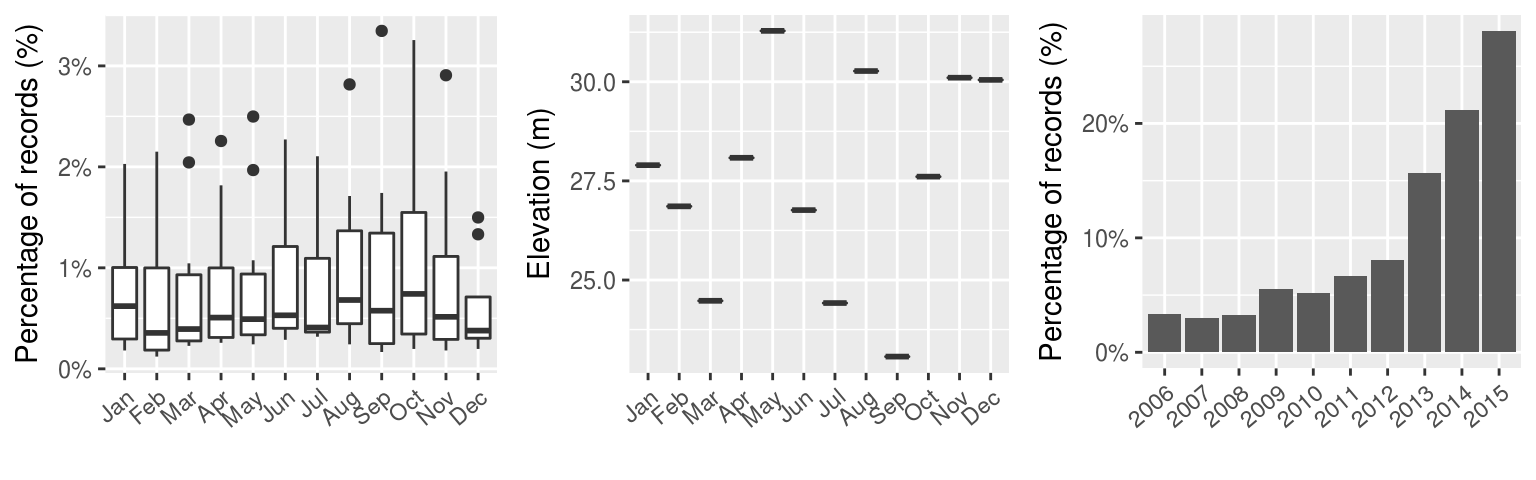 Percentage of records (%)
3%
2%
1%
0%
Jan Feb Mar Apr May Jun Jul Aug Sep Oct Nov Dec
Elevation (m)
30.0
27.5
25.0
Jan Feb Mar Apr May Jun Jul Aug Sep Oct Nov Dec
Percentage of records (%)
20%
10%
0%
2006 2007 2008 2009 2010 2011 2012 2013 2014 2015